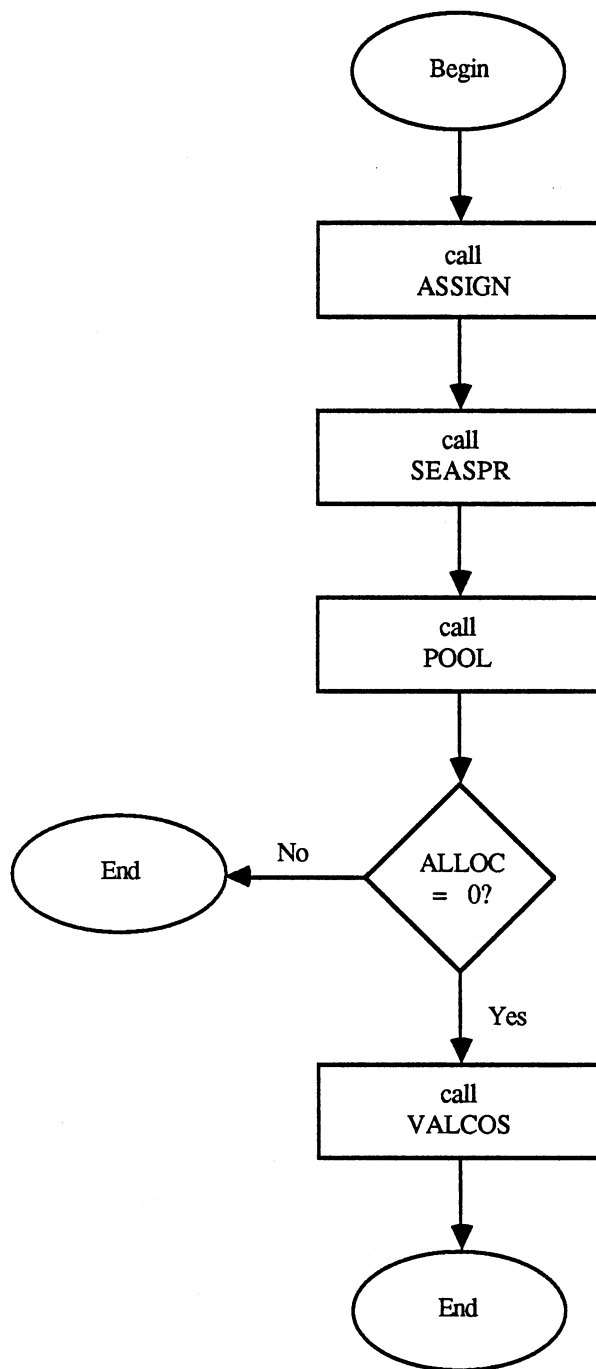 Begin
call
ASSIGN
call
SEASPR
call
POOL
ALLOC
= 0?
No
End
Yes
call
VALCOS
End